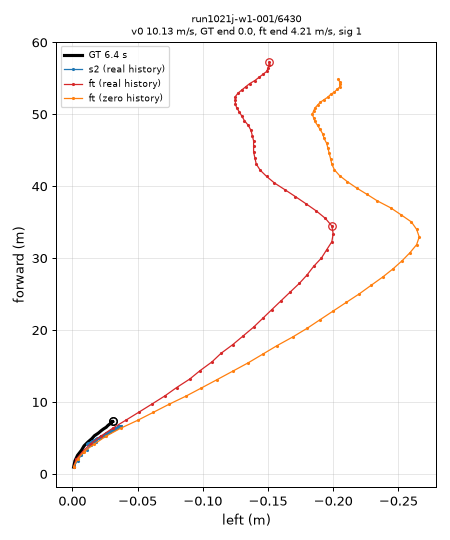 run1021j-w1-001/6430
v0 10.13 m/s, GT end 0.0, ft end 4.21 m/s, sig 1
GT 6.4 s
s2 (real history)
ft (real history)
ft (zero history)
60
50
40
30
20
10
0
forward (m)
0.00
−0.05
−0.10
−0.15
−0.20
−0.25
left (m)